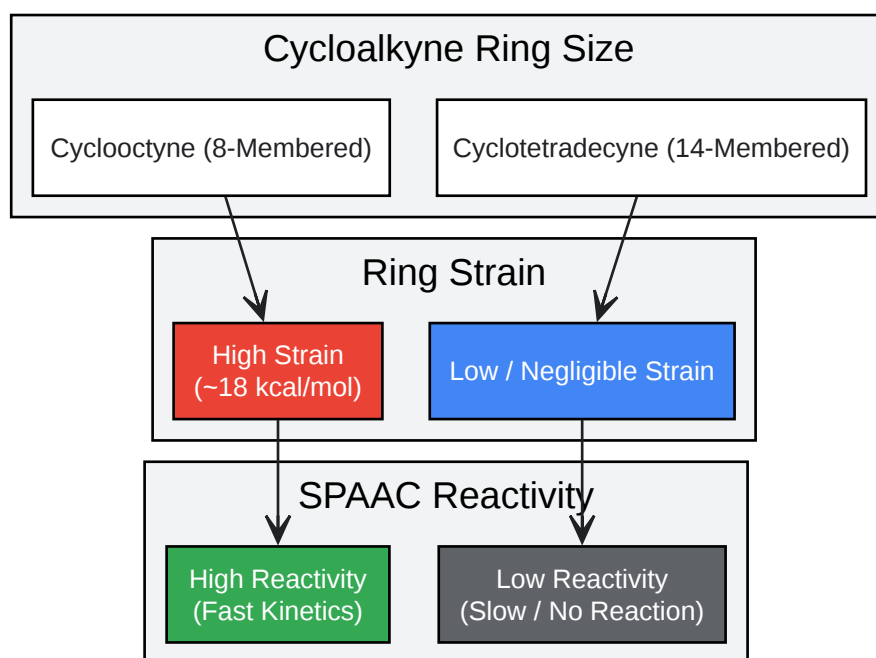 Cycloalkyne Ring Size
Cyclooctyne (8-Membered)
Cyclotetradecyne (14-Membered)
Ring Strain
High Strain
(~18 kcal/mol)
Low / Negligible Strain
SPAAC Reactivity
High Reactivity
(Fast Kinetics)
Low Reactivity
(Slow / No Reaction)